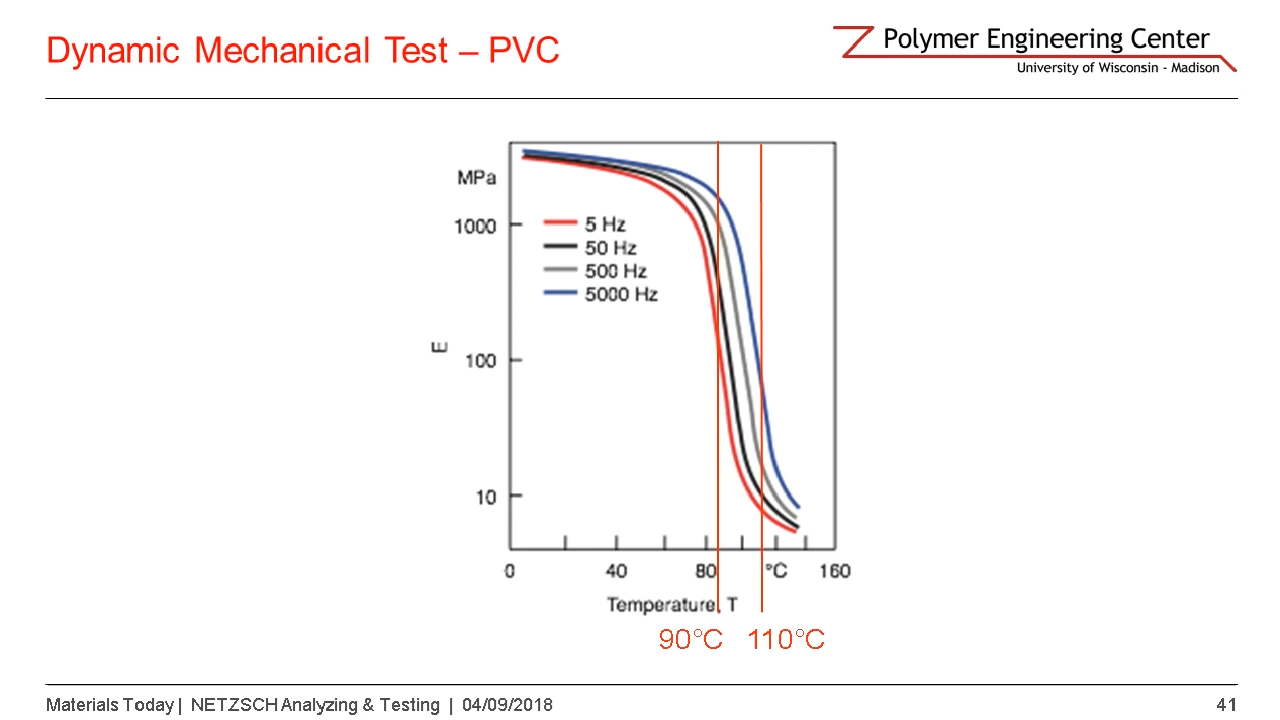 Dynamic Mechanical Test – PVC
Polymer Engineering Center
University of Wisconsin - Madison
MPa
1000
100
10
E
5 Hz
50 Hz
500 Hz
5000 Hz
0
40
80
°C
160
Temperature, T
90°C
110°C
Materials Today | NETZSCH Analyzing & Testing | 04/09/2018
41